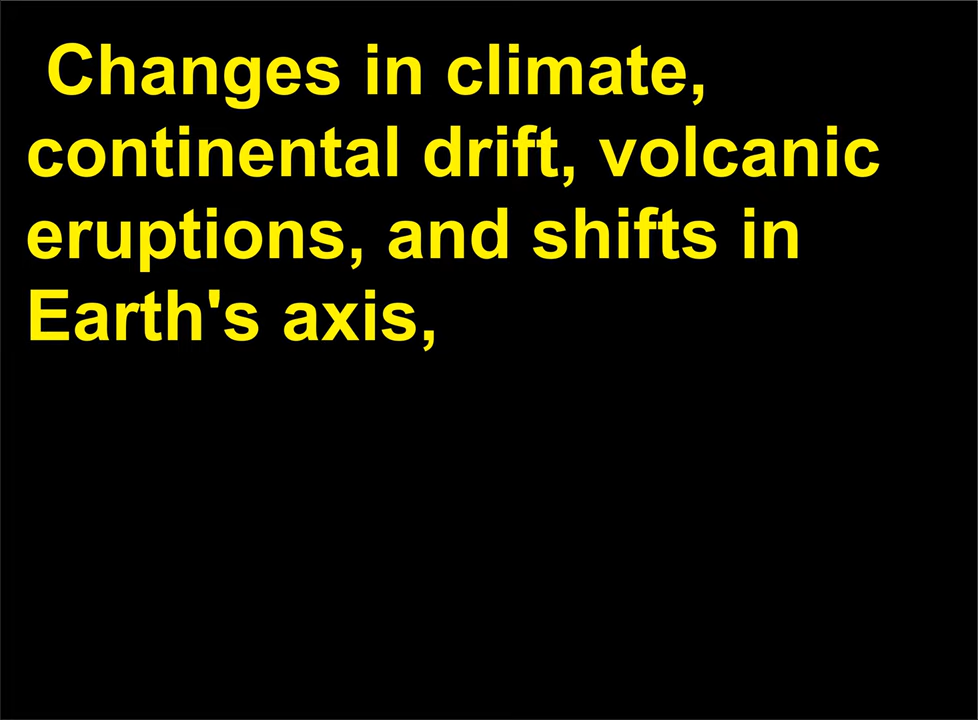 Changes in climate,
continental drift, volcanic
eruptions, and shifts in
Earth's axis,